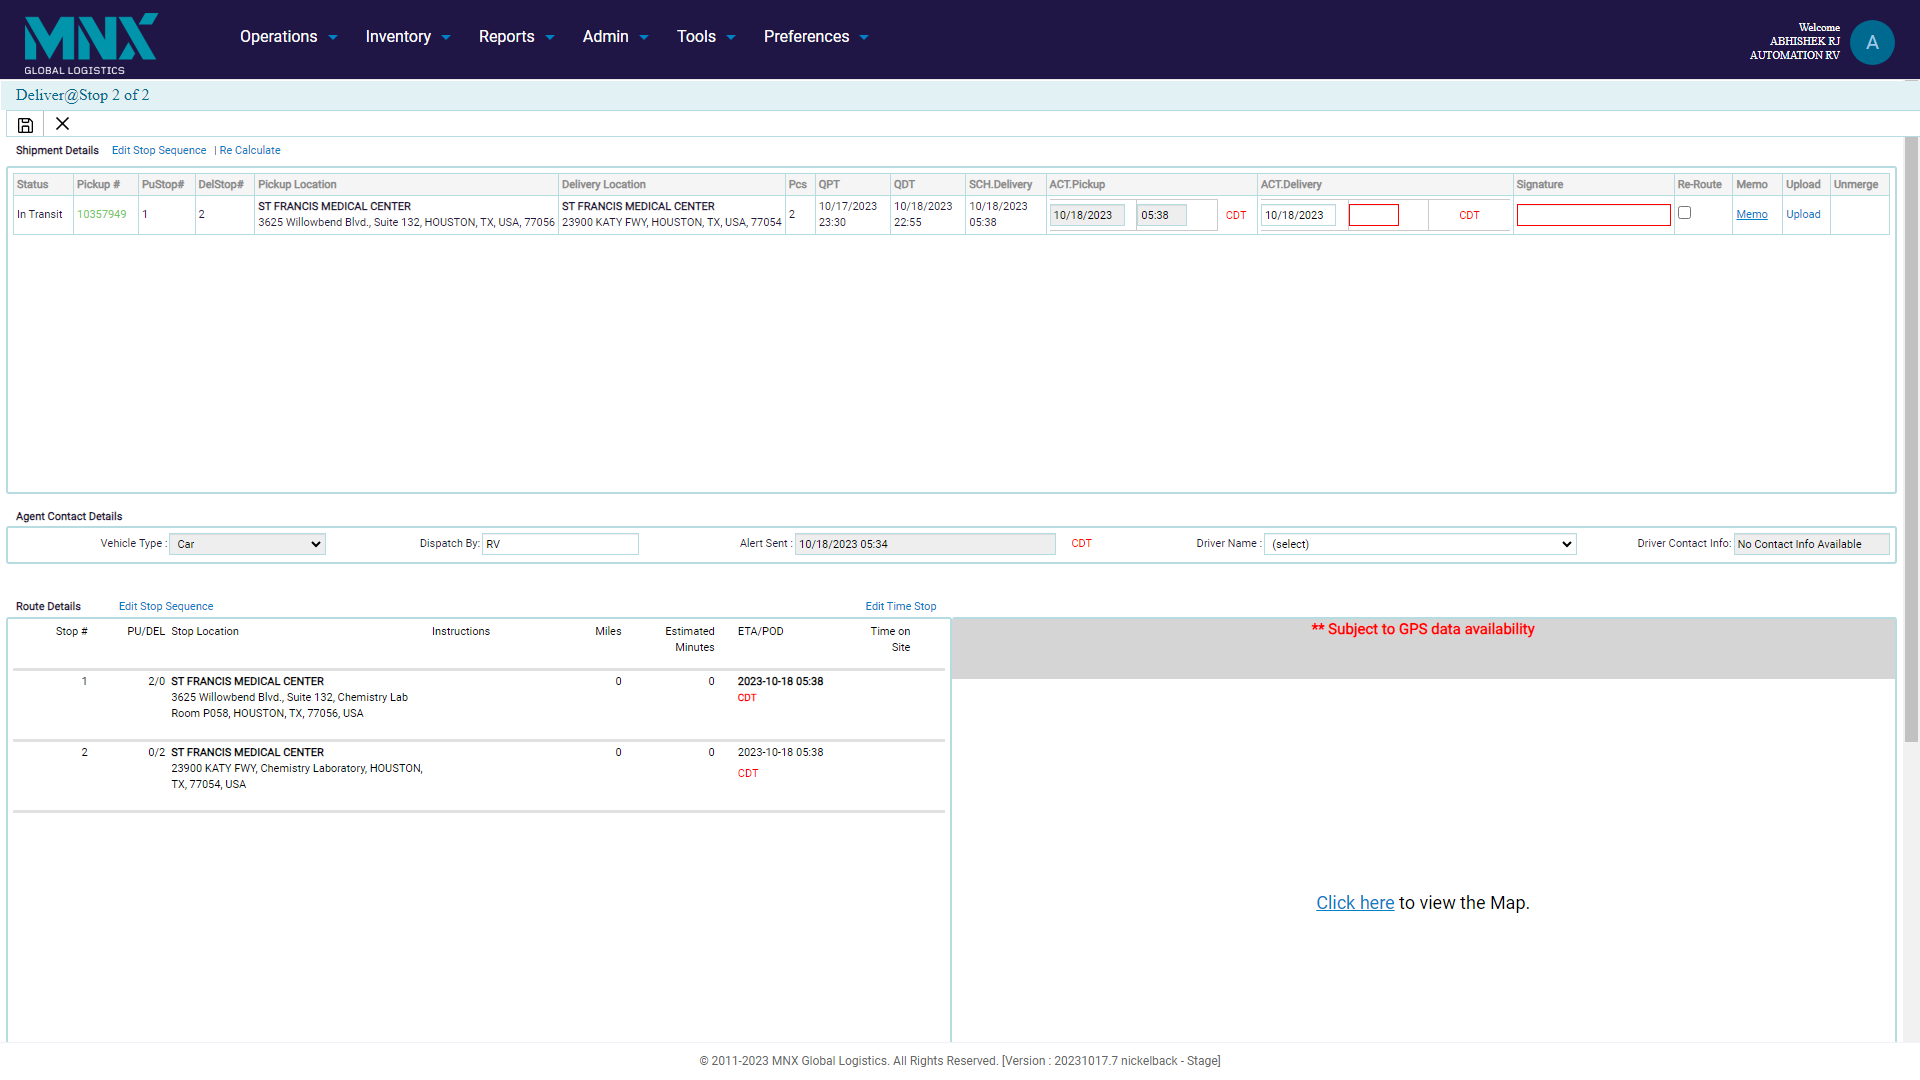 MNX
GLOBAL LOGISTICS
Operations Inventory Reports Admin Tools Preferences
Welcome
ABHISHEK RJ
AUTOMATION RV
A
Deliver@Stop 2 of 2
Shipment Details Edit Stop Sequence | Re Calculate
Status Pickup # PuStop# DelStop# Pickup Location Delivery Location Pcs QPT QDT SCH.Delivery ACT.Pickup ACT.Delivery Signature Re-Route Memo Upload Unmerge
In Transit 10357949 1 2 ST FRANCIS MEDICAL CENTER
3625 Willowbend Blvd., Suite 132, HOUSTON, TX, USA, 77056
ST FRANCIS MEDICAL CENTER
23900 KATY FWY, HOUSTON, TX, USA, 77054
2
10/17/2023
23:30
10/18/2023
22:55
10/18/2023
05:38
10/18/2023 05:38 CDT 10/18/2023 CDT Memo Upload
Agent Contact Details
Vehicle Type : Car Dispatch By: RV Alert Sent : 10/18/2023 05:34 CDT Driver Name : (select) Driver Contact Info: No Contact Info Available
Route Details Edit Stop Sequence Edit Time Stop
Stop # PU/DEL Stop Location Instructions Miles Estimated
Minutes
ETA/POD Time on
Site
1 2/0 ST FRANCIS MEDICAL CENTER 0 0 2023-10-18 05:38
3625 Willowbend Blvd., Suite 132, Chemistry Lab CDT
Room P058, HOUSTON, TX, 77056, USA
2 0/2 ST FRANCIS MEDICAL CENTER 0 0 2023-10-18 05:38
23900 KATY FWY, Chemistry Laboratory, HOUSTON, CDT
TX, 77054, USA
** Subject to GPS data availability
Click here to view the Map.
© 2011-2023 MNX Global Logistics. All Rights Reserved. [Version : 20231017.7 nickelback - Stage]